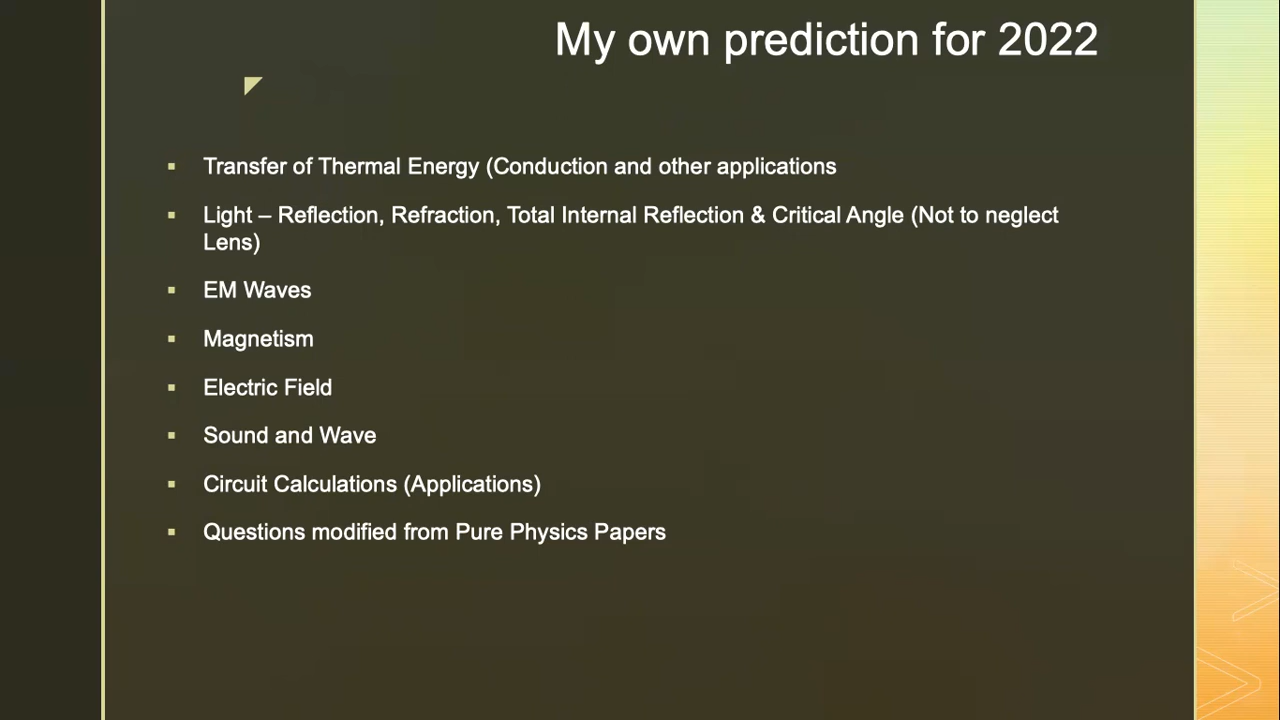 My own prediction for 2022
▪ Transfer of Thermal Energy (Conduction and other applications
▪ Light – Reflection, Refraction, Total Internal Reflection & Critical Angle (Not to neglect
Lens)
▪ EM Waves
▪ Magnetism
▪ Electric Field
▪ Sound and Wave
▪ Circuit Calculations (Applications)
▪ Questions modified from Pure Physics Papers